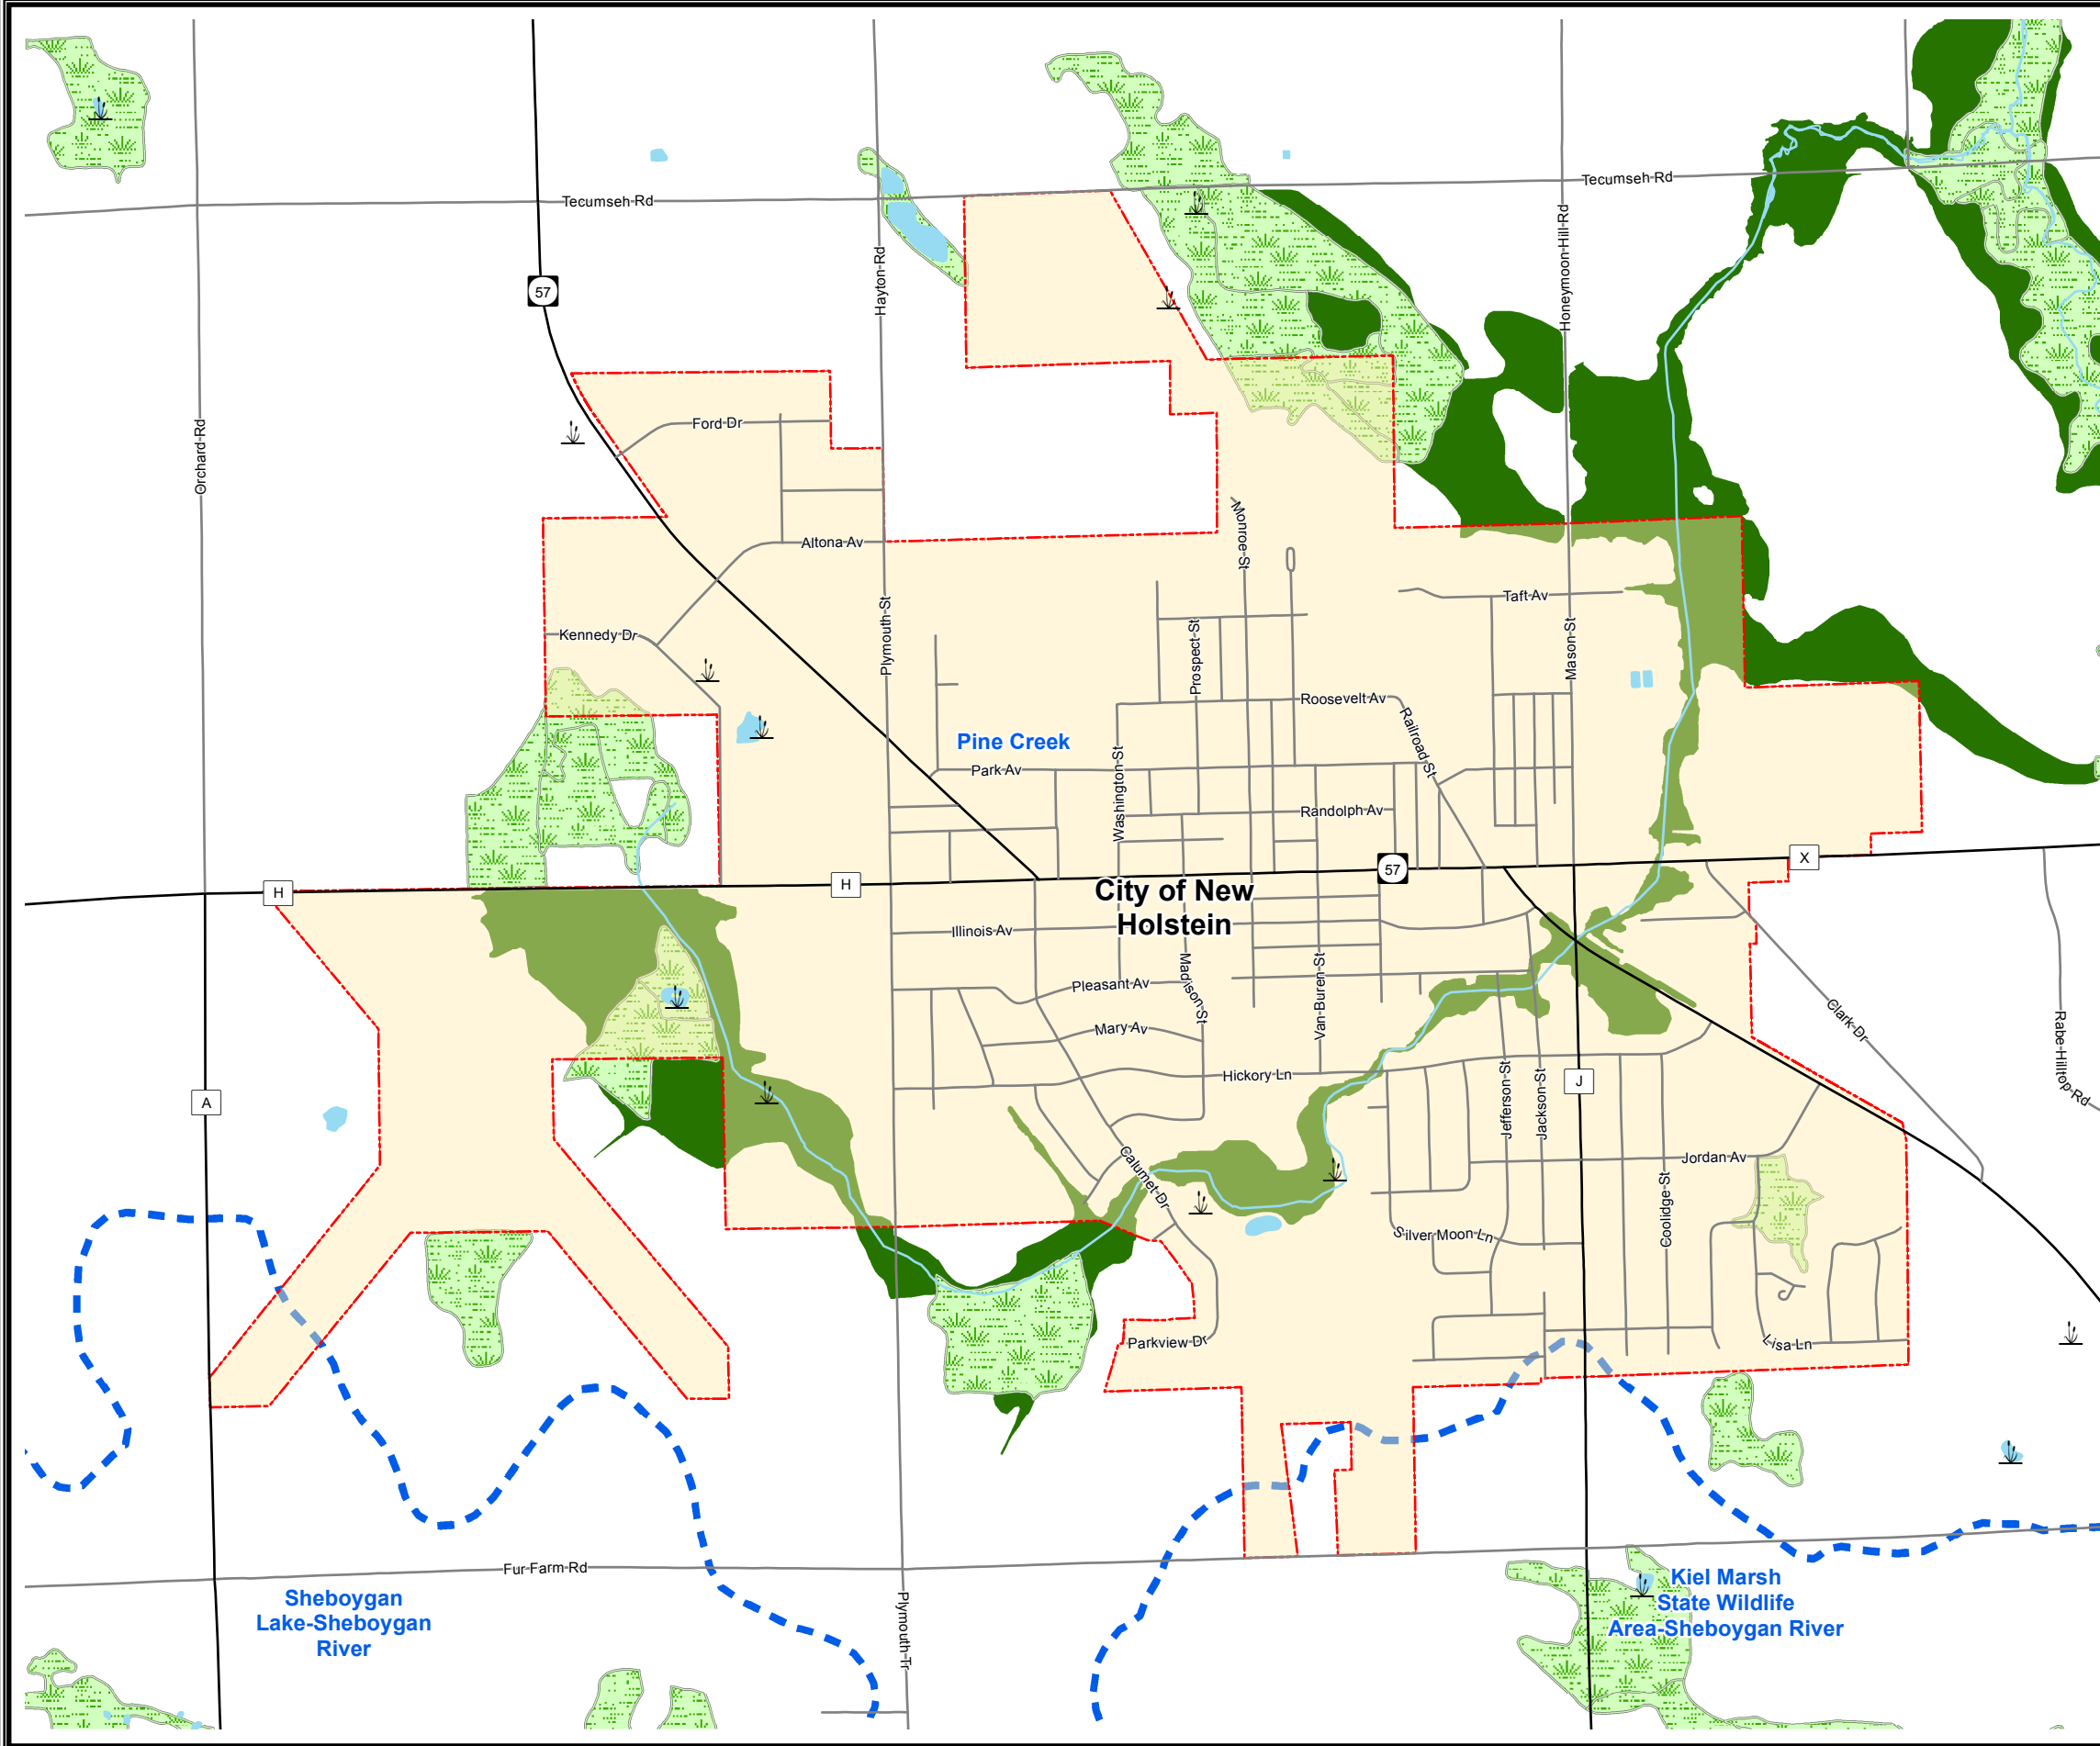 Tecumseh Rd
Tecumseh Rd
57
Hayton Rd
Honeymoon Hill Rd
Orchard Rd
Ford Dr
Altona Av
Monroe St
Taft Av
Kennedy Dr
Plymouth St
Prospect St
Mason St
Roosevelt Av
Railroad St
Pine Creek
Park Av
Washington St
Randolph Av
X
57
H
H
City of New
Holstein
Illinois Av
Pleasant Av
Madison St
Van Buren St
Clark Dr
Rabe Hilltop Rd
Mary Av
Hickory Ln
Jefferson St
Jackson St
J
A
Calumet Dr
Jordan Av
Coolidge St
Silver Moon Ln
Parkview Dr
Lisa Ln
Fur Farm Rd
Plymouth Tr
Sheboygan
Lake-Sheboygan
River
Kiel Marsh
State Wildlife
Area-Sheboygan River